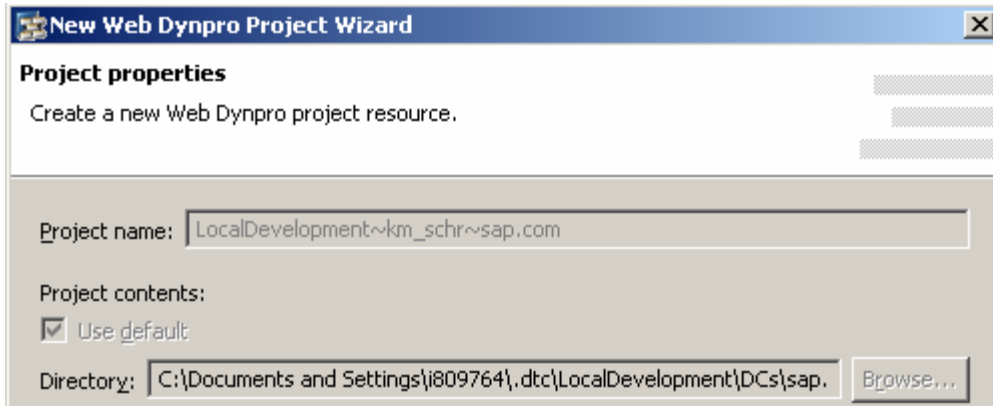 New Web Dynpro Project Wizard
Project properties
Create a new Web Dynpro project resource.
Project name: LocalDevelopment~km_schr~sap.com
Project contents:
Use default
Directory: C:\Documents and Settings\i809764\.dtc\LocalDevelopment\DCs\sap. Browse...